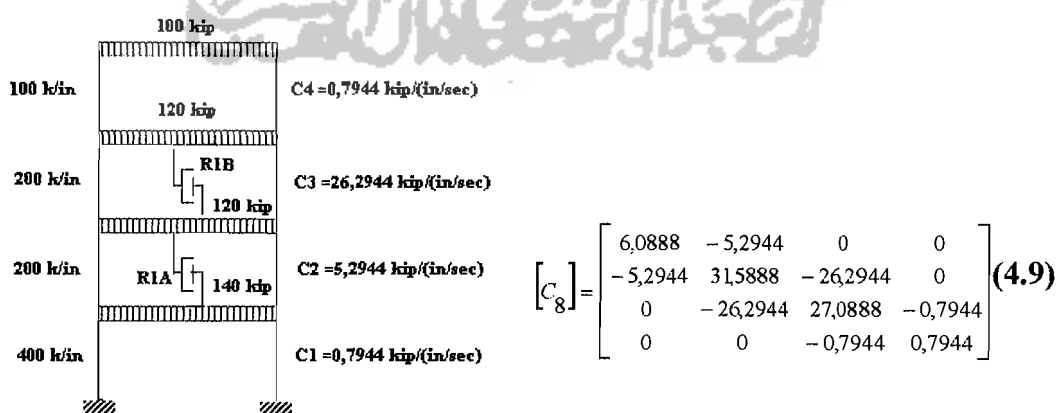 100 kip
100 k/in C4 =0,7944 kip/(in/sec)
120 kip
200 k/in R1B C3 =26,2944 kip/(in/sec)
120 kip
200 k/in R1A C2 =5,2944 kip/(in/sec)
140 kip
400 k/in C1 =0,7944 kip/(in/sec)
[C8] = (4.9)
6,0888 -5,2944 0 0
-5,2944 31,5888 -26,2944 0
0 -26,2944 27,0888 -0,7944
0 0 -0,7944 0,7944